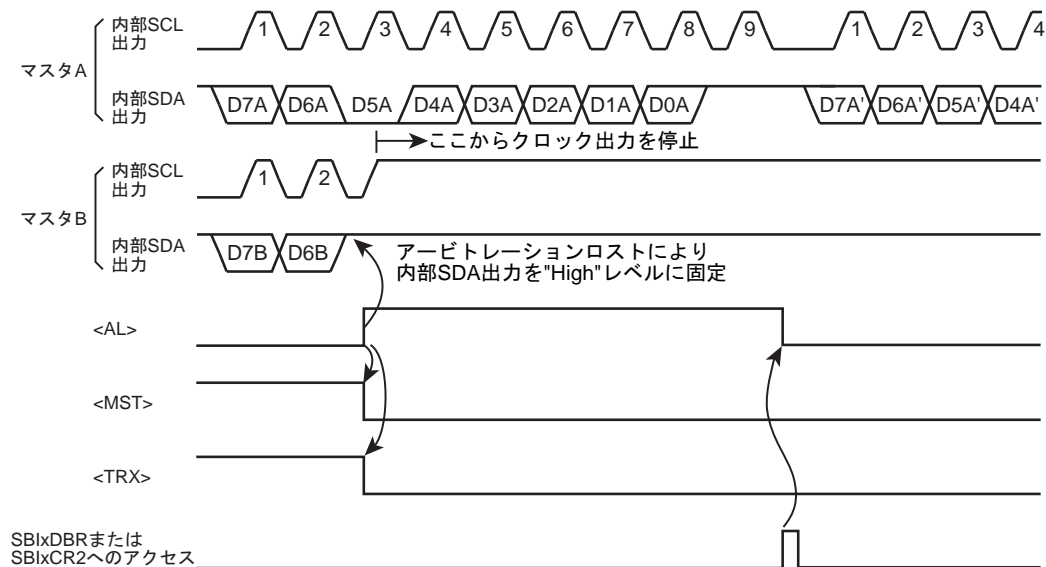 マスタA
内部SCL
出力
1 2 3 4 5 6 7 8 9 1 2 3 4
内部SDA
出力
D7A D6A D5A D4A D3A D2A D1A D0A D7A' D6A' D5A' D4A'
ここからクロック出力を停止
マスタB
内部SCL
出力
1 2
内部SDA
出力
D7B D6B
アービトレーションロストにより
内部SDA出力を"High"レベルに固定
<AL>
<MST>
<TRX>
SBIxDBRまたは
SBIxCR2へのアクセス